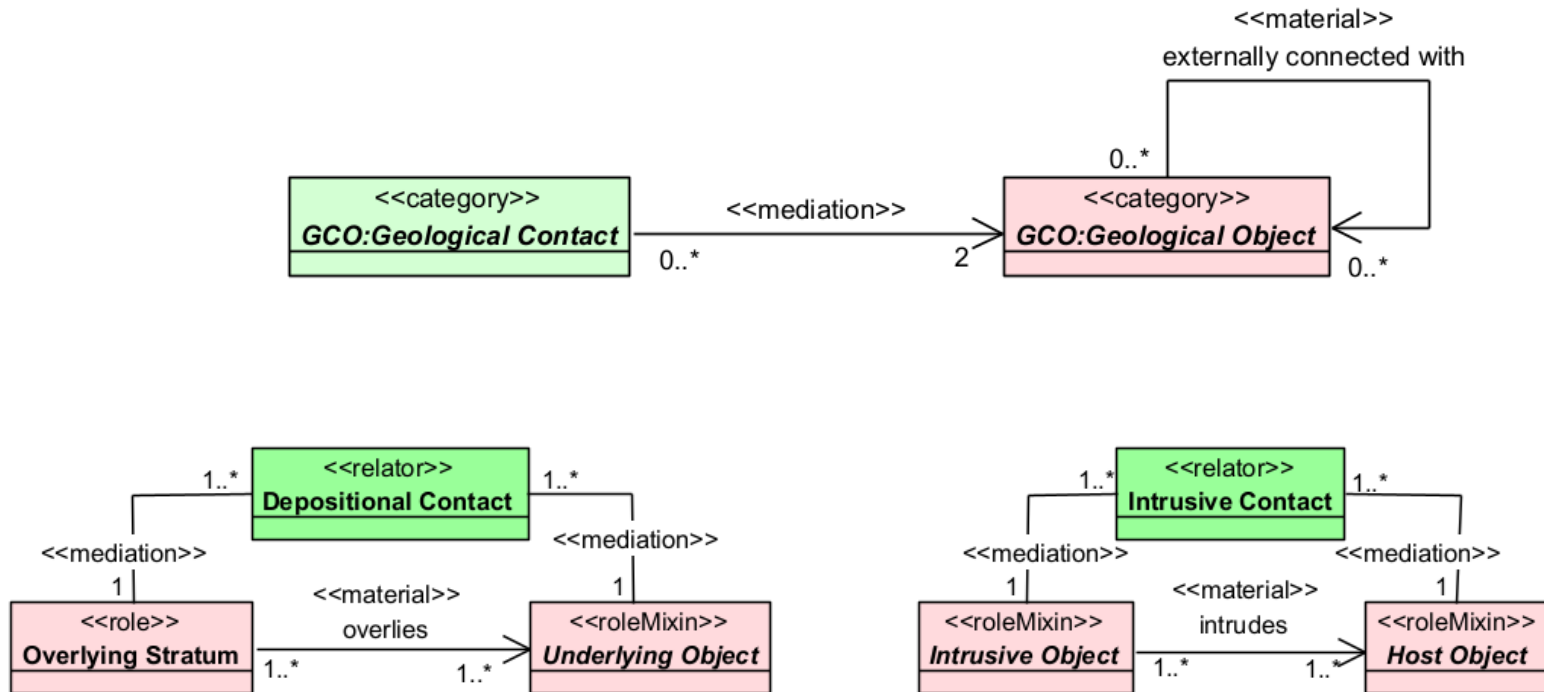 <<material>>
externally connected with
0..*
<<category>>
GCO:Geological Contact
<<mediation>>
0..*
2
<<category>>
GCO:Geological Object
0..*
<<relator>>
Depositional Contact
1..*
1..*
<<mediation>>
<<mediation>>
1
1
<<role>>
Overlying Stratum
<<material>>
overlies
1..*
1..*
<<roleMixin>>
Underlying Object
<<relator>>
Intrusive Contact
1..*
1..*
<<mediation>>
<<mediation>>
1
1
<<roleMixin>>
Intrusive Object
<<material>>
intrudes
1..*
1..*
<<roleMixin>>
Host Object